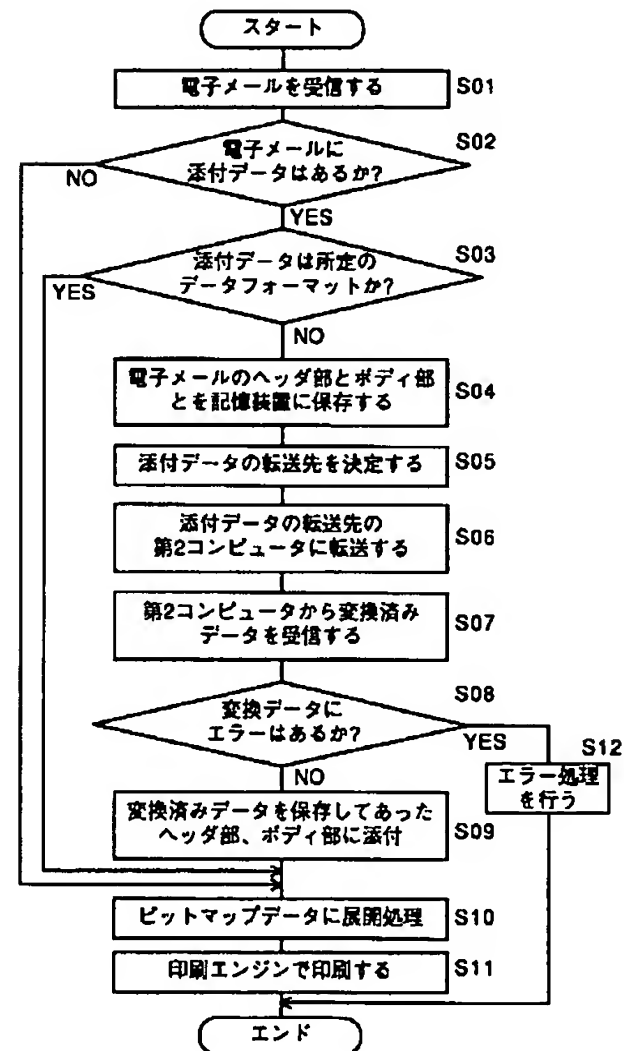 スタート
電子メールを受信する
S01
電子メールに
添付データはあるか?
S02
NO
YES
添付データは所定の
データフォーマットか?
S03
YES
NO
電子メールのヘッダ部とボディ部
とを記憶装置に保存する
S04
添付データの転送先を決定する
S05
添付データの転送先の
第2コンピュータに転送する
S06
第2コンピュータから変換済み
データを受信する
S07
変換データに
エラーはあるか?
S08
YES
NO
S12
エラー処理
を行う
変換済みデータを保存してあった
ヘッダ部、ボディ部に添付
S09
ビットマップデータに展開処理
S10
印刷エンジンで印刷する
S11
エンド